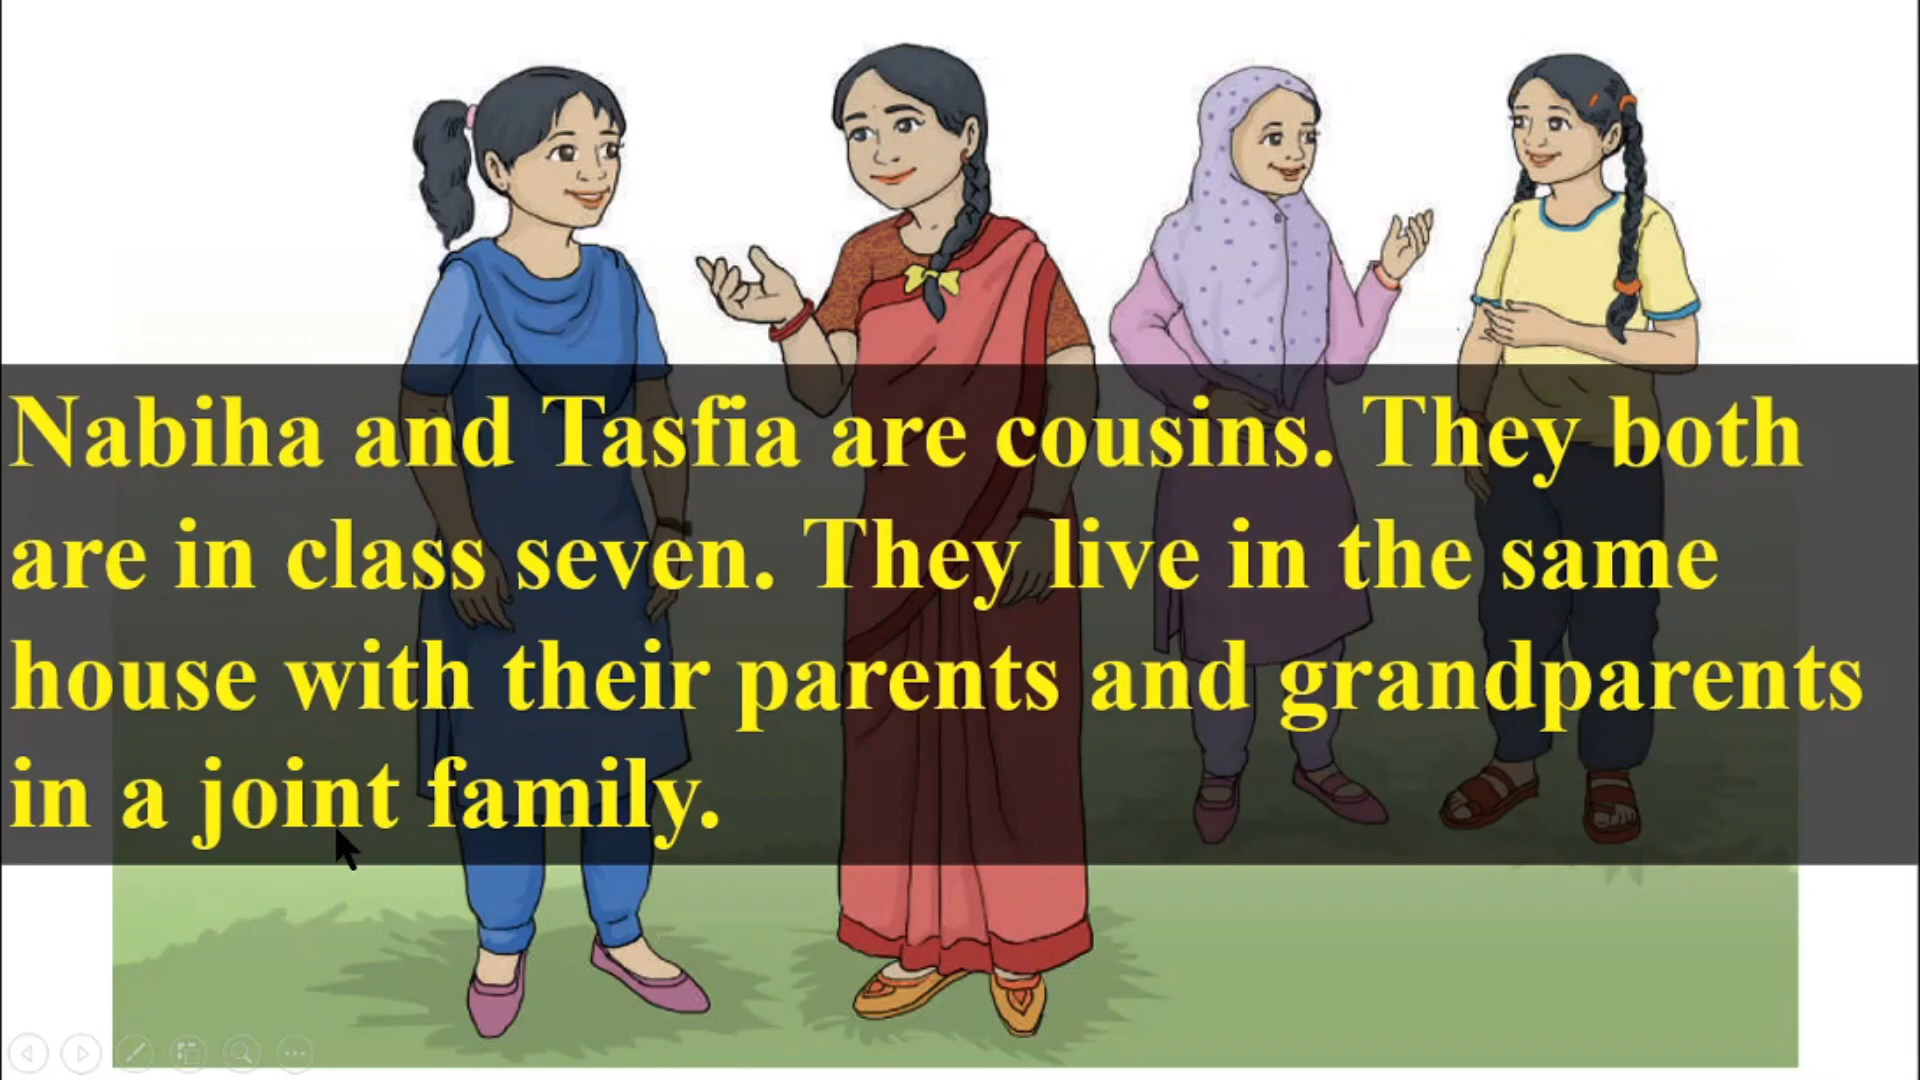 Nabiha and Tasfia are cousins. They both
are in class seven. They live in the same
house with their parents and grandparents
in a joint family.